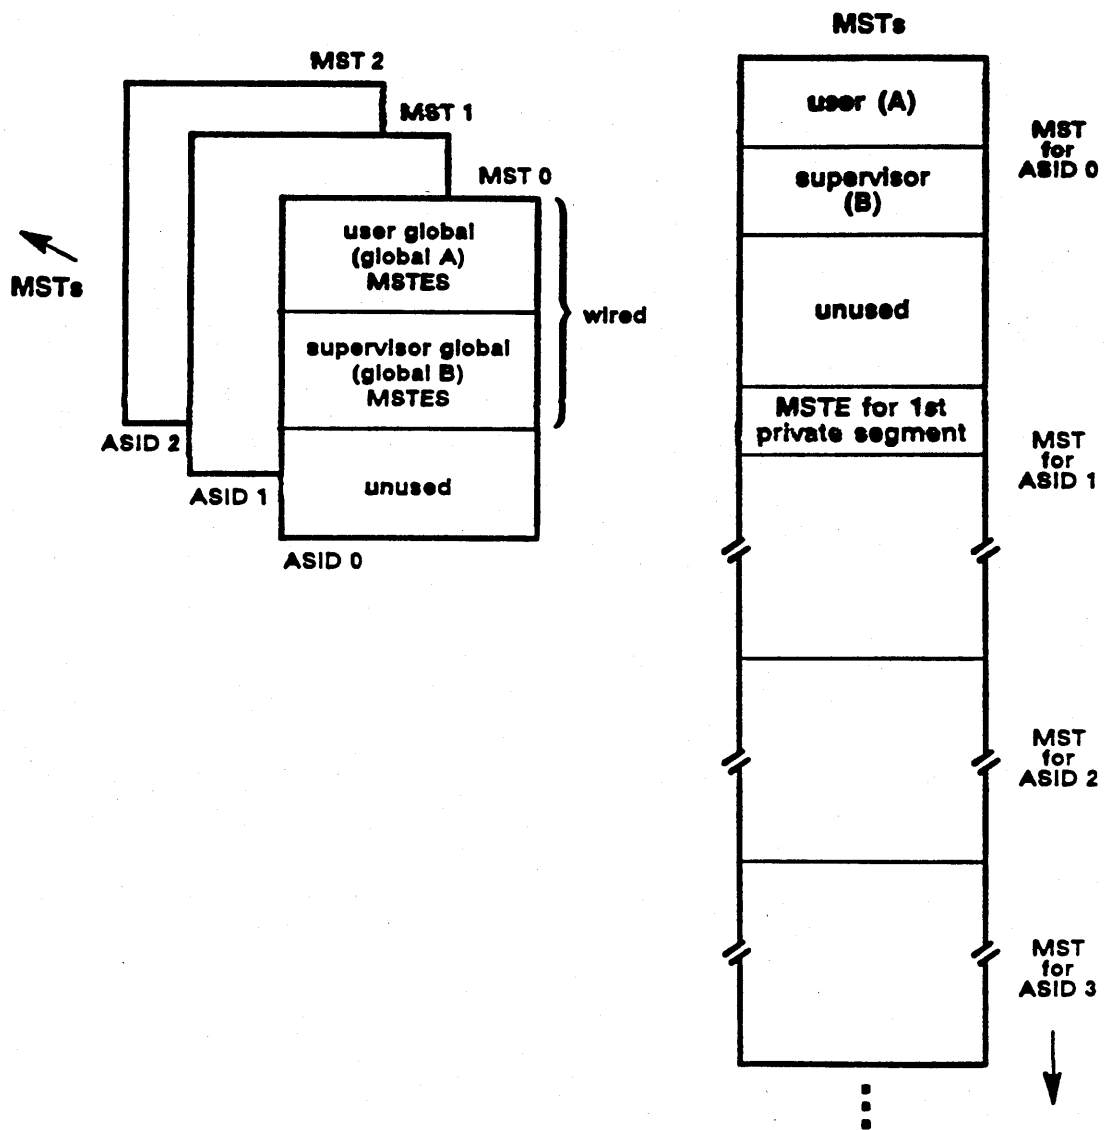 MST 2
MST 1
MST 0
user global
(global A)
MSTES
supervisor global
(global B)
MSTES
unused
wired
MSTs
ASID 2
ASID 1
ASID 0
MSTs
user (A)
supervisor
(B)
unused
MSTE for 1st
private segment
MST
for
ASID 0
MST
for
ASID 1
MST
for
ASID 2
MST
for
ASID 3